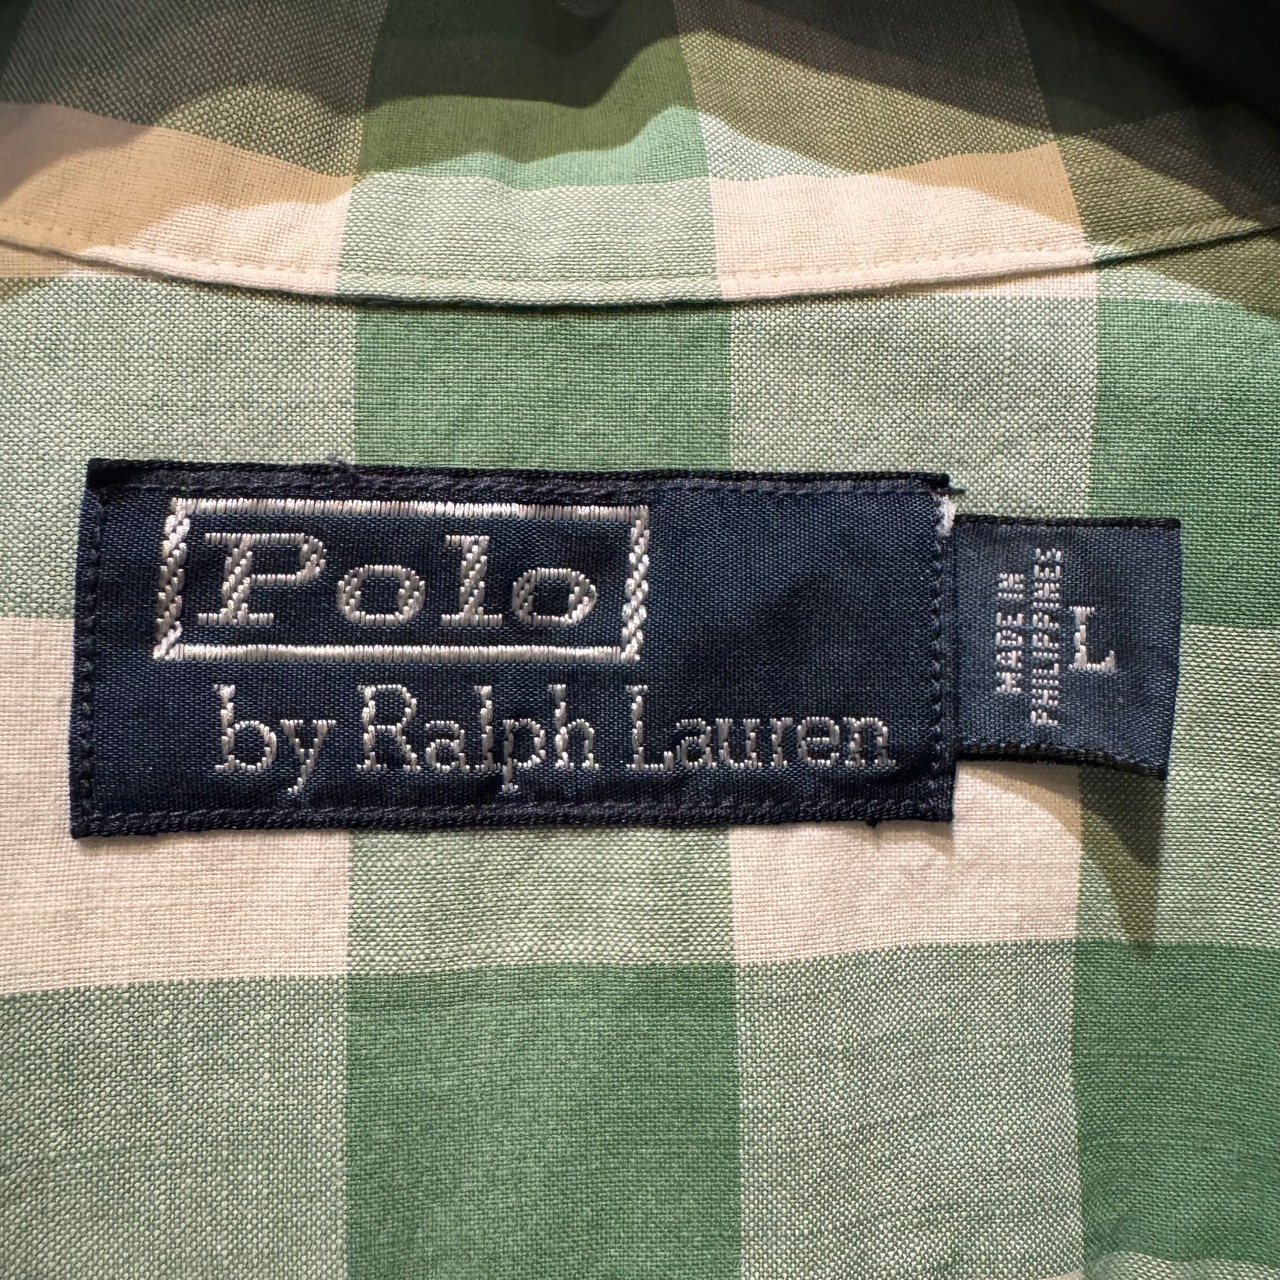 Polo
by Ralph Lauren
MADE IN
PHILIPPINES
L